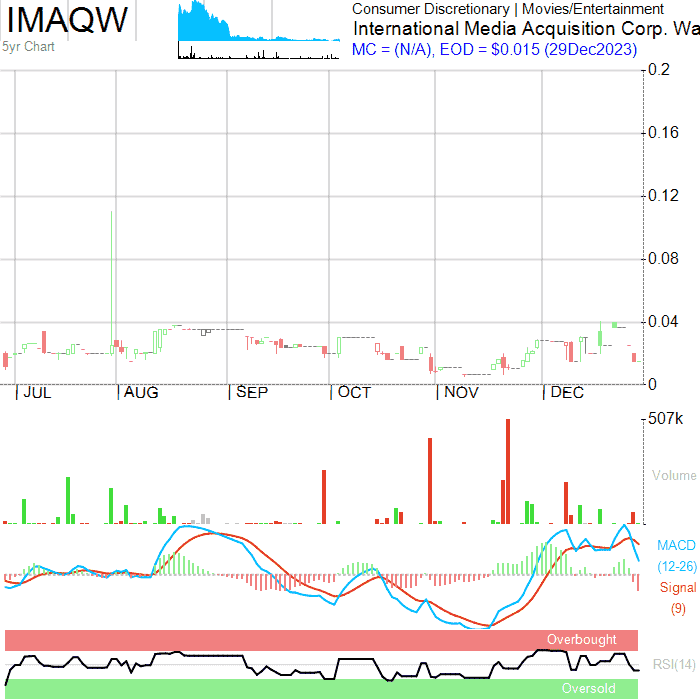 IMAQW
5yr Chart
Consumer Discretionary | Movies/Entertainment
International Media Acquisition Corp. Wa
MC = (N/A), EOD = $0.015 (29Dec2023)
0.2
0.16
0.12
0.08
0.04
0
JUL AUG SEP OCT NOV DEC
507k
Volume
MACD
(12-26)
Signal
(9)
Overbought
RSI(14)
Oversold